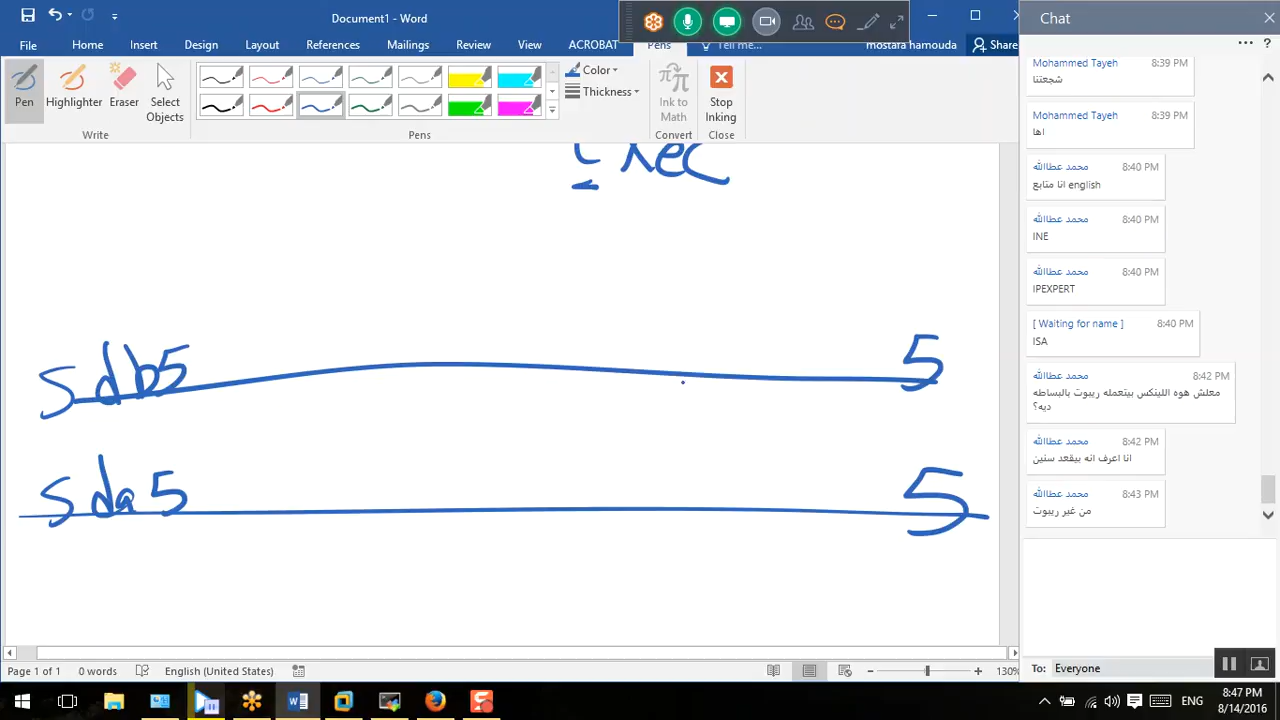 Document1 - Word
Chat
File Home Insert Design Layout References Mailings Review View ACROBAT Pens Tell me... mostafa hamouda Share
Pen Highlighter Eraser Select Objects
Color
Thickness
Ink to Math
Stop Inking
Write Pens Convert Close
Mohammed Tayeh 8:39 PM
شجعتنا
Mohammed Tayeh 8:39 PM
اها
محمد عطاالله 8:40 PM
انا متابع english
محمد عطاالله 8:40 PM
INE
محمد عطاالله 8:40 PM
IPEXPERT
[ Waiting for name ] 8:40 PM
ISA
محمد عطاالله 8:42 PM
معلش هوه اللينكس بيتعمله ريبوت بالبساطه
ديه؟
محمد عطاالله 8:42 PM
انا اعرف انه بيقعد سنين
محمد عطاالله 8:43 PM
من غير ريبوت
sdb5 5
sda5 5
To: Everyone
Page 1 of 1 0 words English (United States) 130%
ENG
8:47 PM
8/14/2016